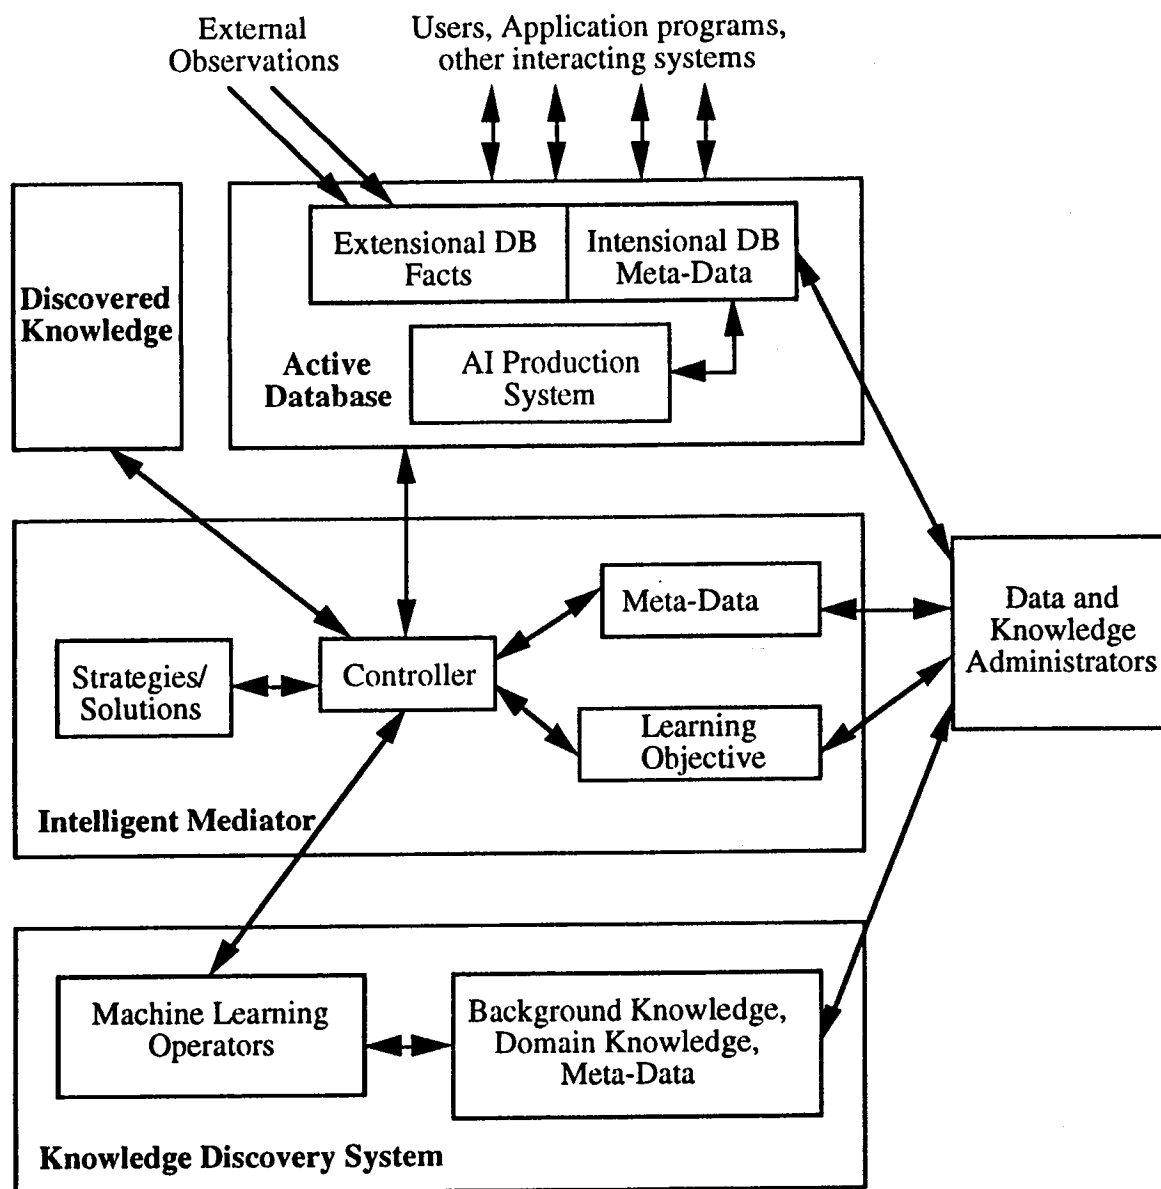 External
Observations
Users, Application programs,
other interacting systems
Discovered
Knowledge
Extensional DB
Facts
Intensional DB
Meta-Data
Active
Database
AI Production
System
Meta-Data
Data and
Knowledge
Administrators
Strategies/
Solutions
Controller
Learning
Objective
Intelligent Mediator
Machine Learning
Operators
Background Knowledge,
Domain Knowledge,
Meta-Data
Knowledge Discovery System